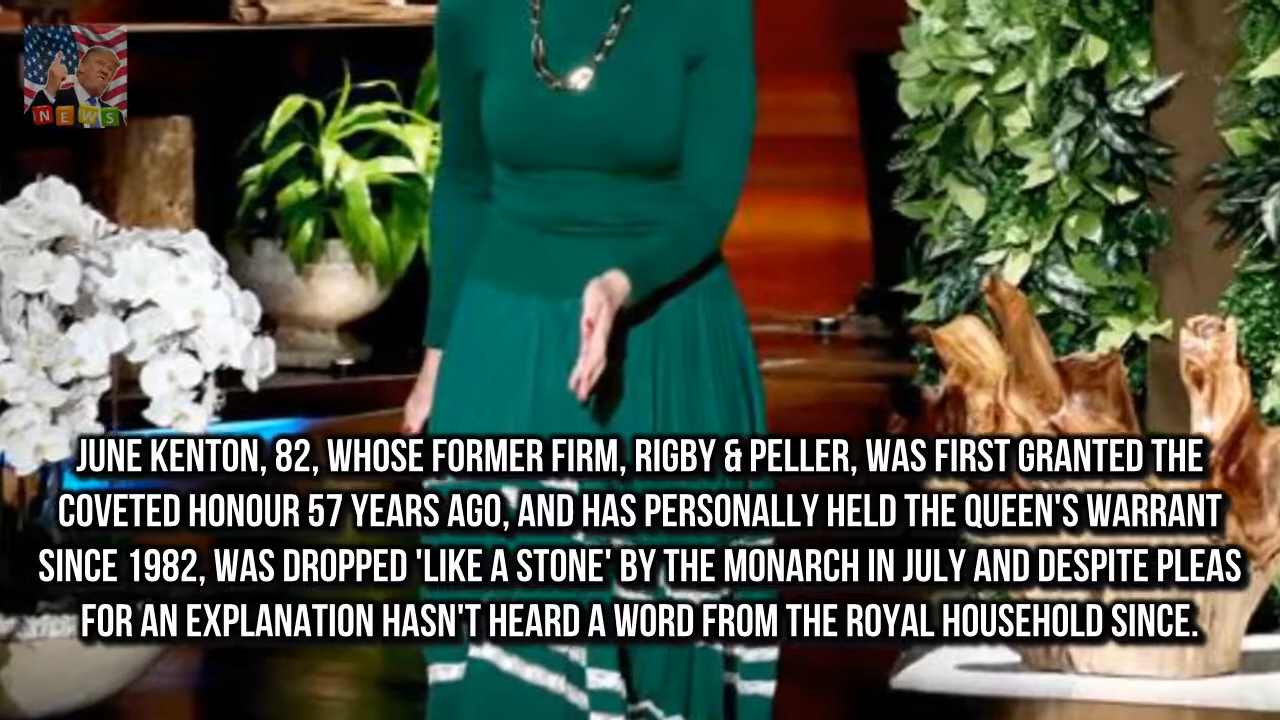 NEWS
JUNE KENTON, 82, WHOSE FORMER FIRM, RIGBY & PELLER, WAS FIRST GRANTED THE
COVETED HONOUR 57 YEARS AGO, AND HAS PERSONALLY HELD THE QUEEN'S WARRANT
SINCE 1982, WAS DROPPED 'LIKE A STONE' BY THE MONARCH IN JULY AND DESPITE PLEAS
FOR AN EXPLANATION HASN'T HEARD A WORD FROM THE ROYAL HOUSEHOLD SINCE.